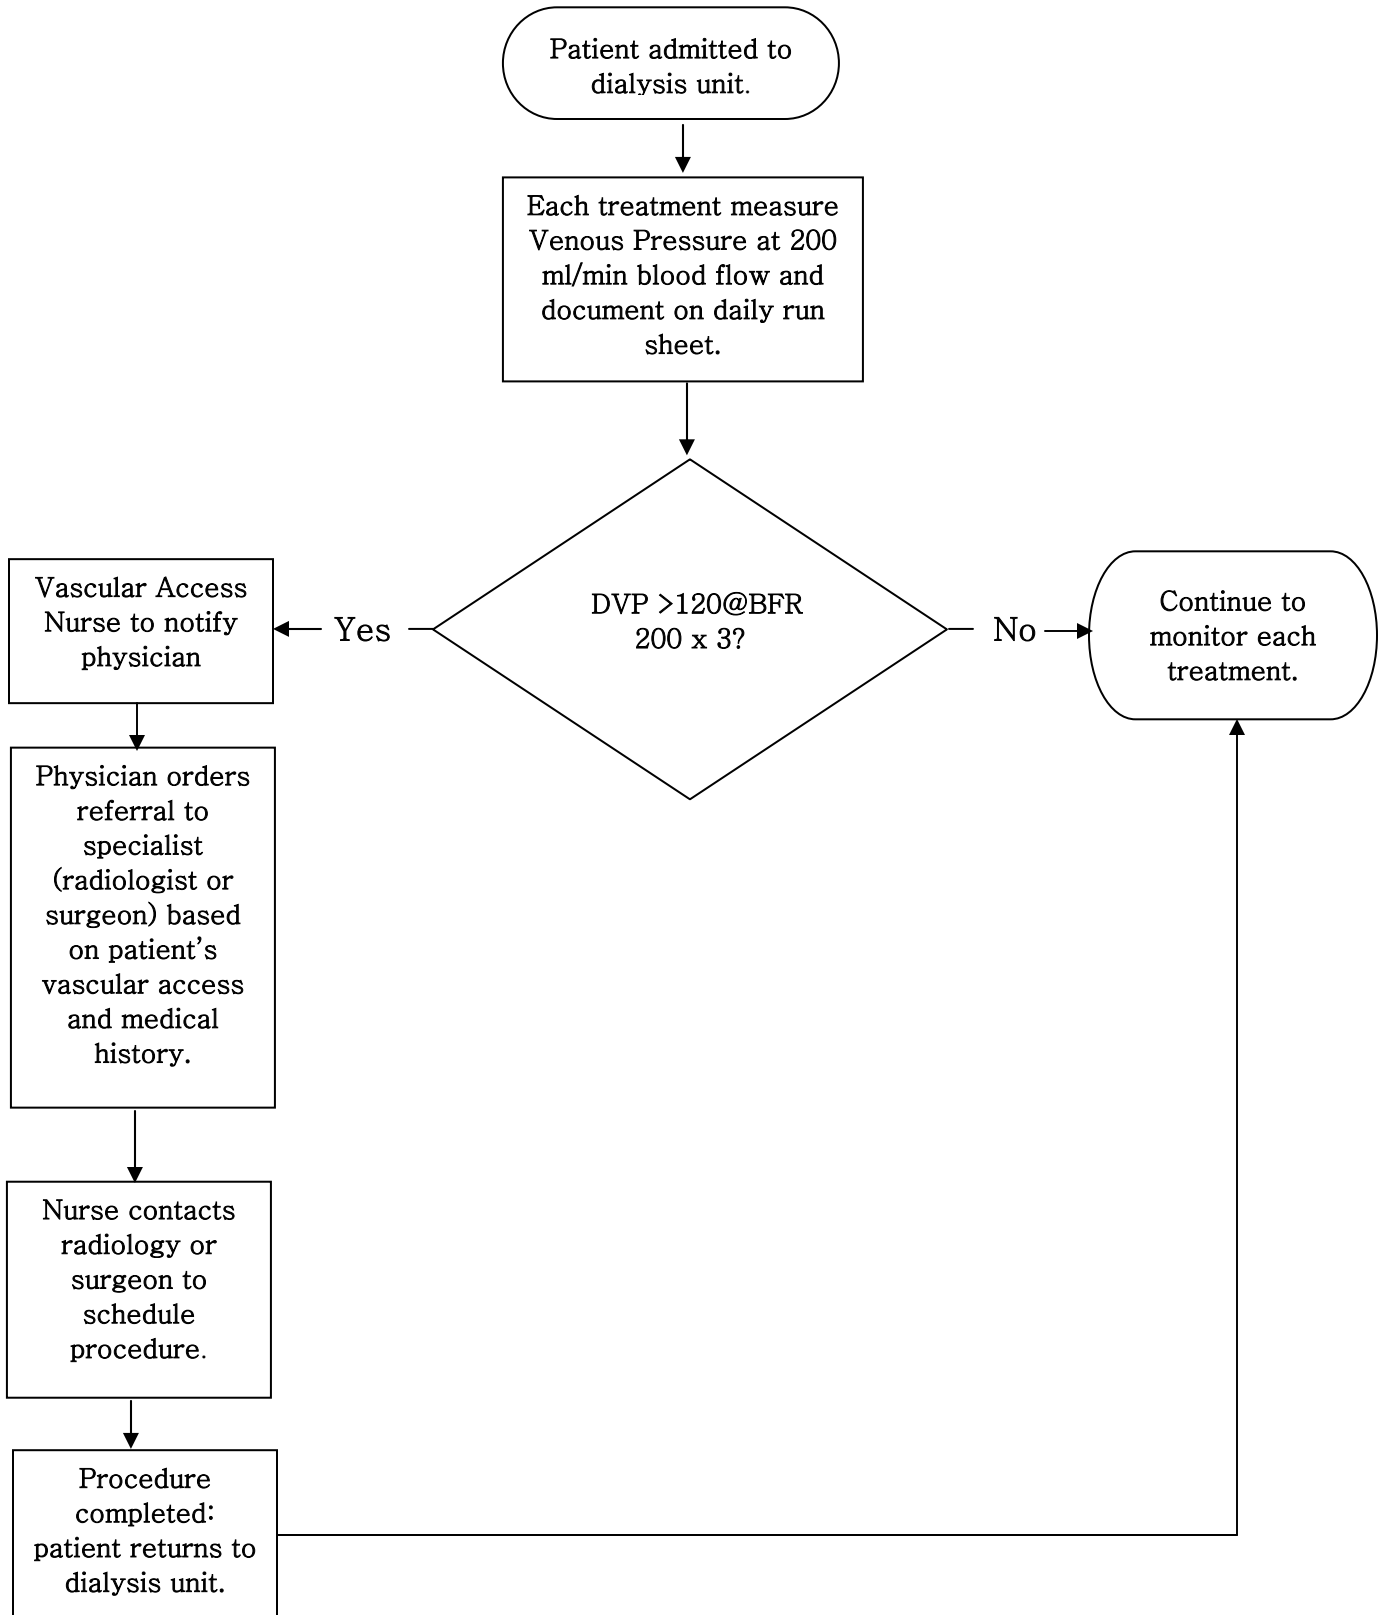 Patient admitted to
dialysis unit.
Each treatment measure
Venous Pressure at 200
ml/min blood flow and
document on daily run
sheet.
DVP >120@BFR
200 x 3?
Yes
No
Vascular Access
Nurse to notify
physician
Continue to
monitor each
treatment.
Physician orders
referral to
specialist
(radiologist or
surgeon) based
on patient’s
vascular access
and medical
history.
Nurse contacts
radiology or
surgeon to
schedule
procedure.
Procedure
completed:
patient returns to
dialysis unit.